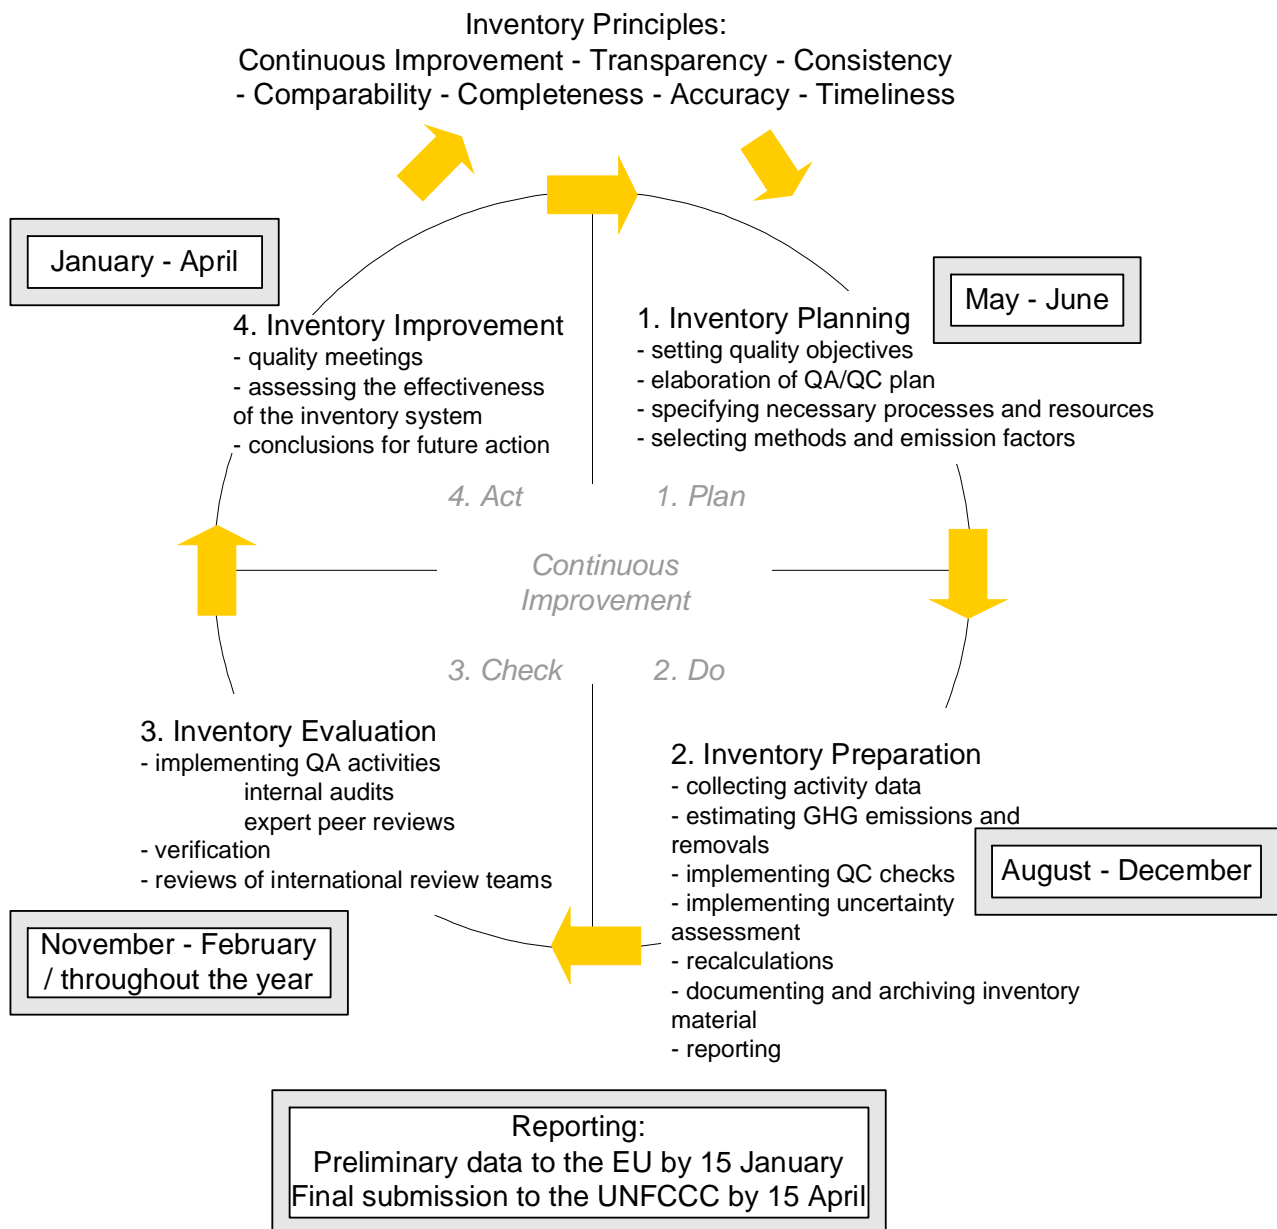 Inventory Principles:
Continuous Improvement - Transparency - Consistency
- Comparability - Completeness - Accuracy - Timeliness
January - April
May - June
4. Inventory Improvement
- quality meetings
- assessing the effectiveness
of the inventory system
- conclusions for future action
1. Inventory Planning
- setting quality objectives
- elaboration of QA/QC plan
- specifying necessary processes and resources
- selecting methods and emission factors
4. Act
1. Plan
Continuous
Improvement
3. Check
2. Do
3. Inventory Evaluation
- implementing QA activities
internal audits
expert peer reviews
- verification
- reviews of international review teams
2. Inventory Preparation
- collecting activity data
- estimating GHG emissions and
removals
- implementing QC checks
- implementing uncertainty
assessment
- recalculations
- documenting and archiving inventory
material
- reporting
August - December
November - February
/ throughout the year
Reporting:
Preliminary data to the EU by 15 January
Final submission to the UNFCCC by 15 April